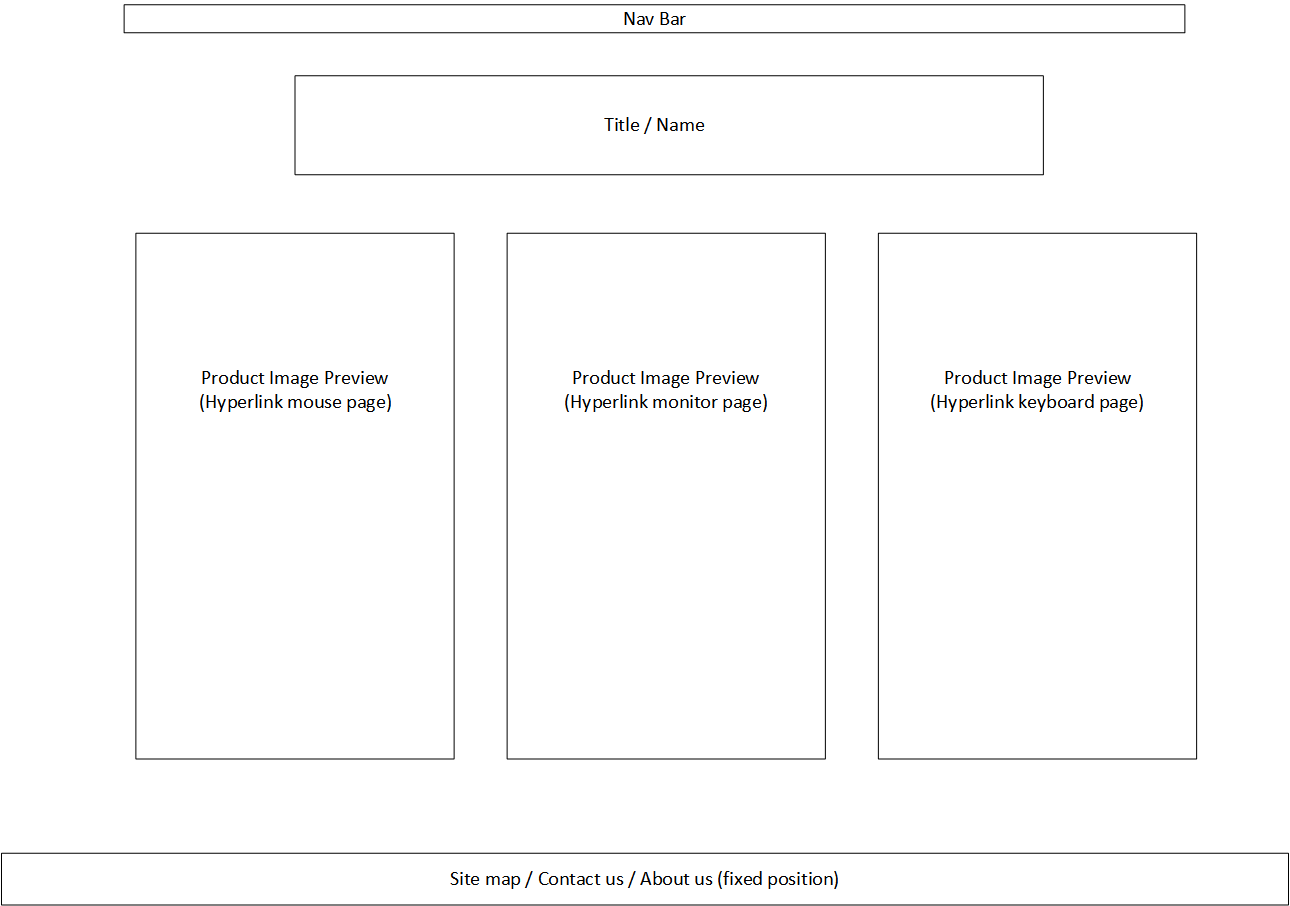 Nav Bar
Title / Name
Product Image Preview
(Hyperlink mouse page)
Product Image Preview
(Hyperlink monitor page)
Product Image Preview
(Hyperlink keyboard page)
Site map / Contact us / About us (fixed position)